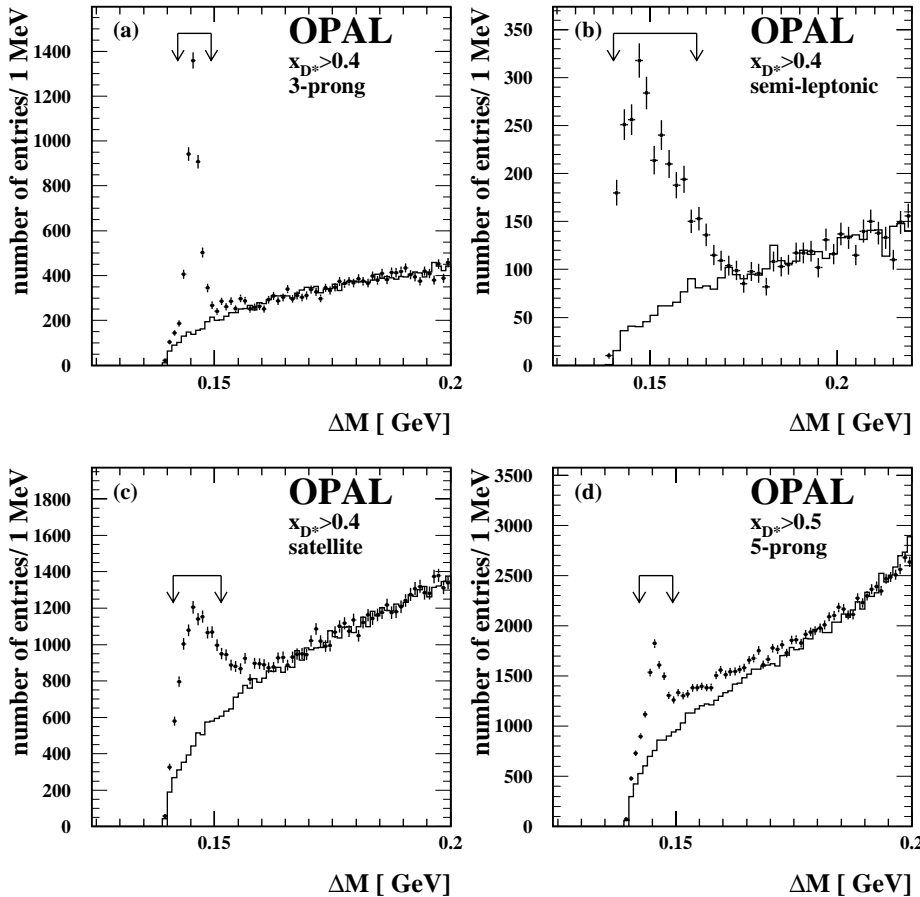 (a)
OPAL
x_D*>0.4
3-prong
number of entries/ 1 MeV
1400
1200
1000
800
600
400
200
0
0.15
0.2
ΔM [ GeV]
(b)
OPAL
x_D*>0.4
semi-leptonic
number of entries/ 1 MeV
350
300
250
200
150
100
50
0
0.15
0.2
ΔM [ GeV]
(c)
OPAL
x_D*>0.4
satellite
number of entries/ 1 MeV
1800
1600
1400
1200
1000
800
600
400
200
0
0.15
0.2
ΔM [ GeV]
(d)
OPAL
x_D*>0.5
5-prong
number of entries/ 1 MeV
3500
3000
2500
2000
1500
1000
500
0
0.15
0.2
ΔM [ GeV]